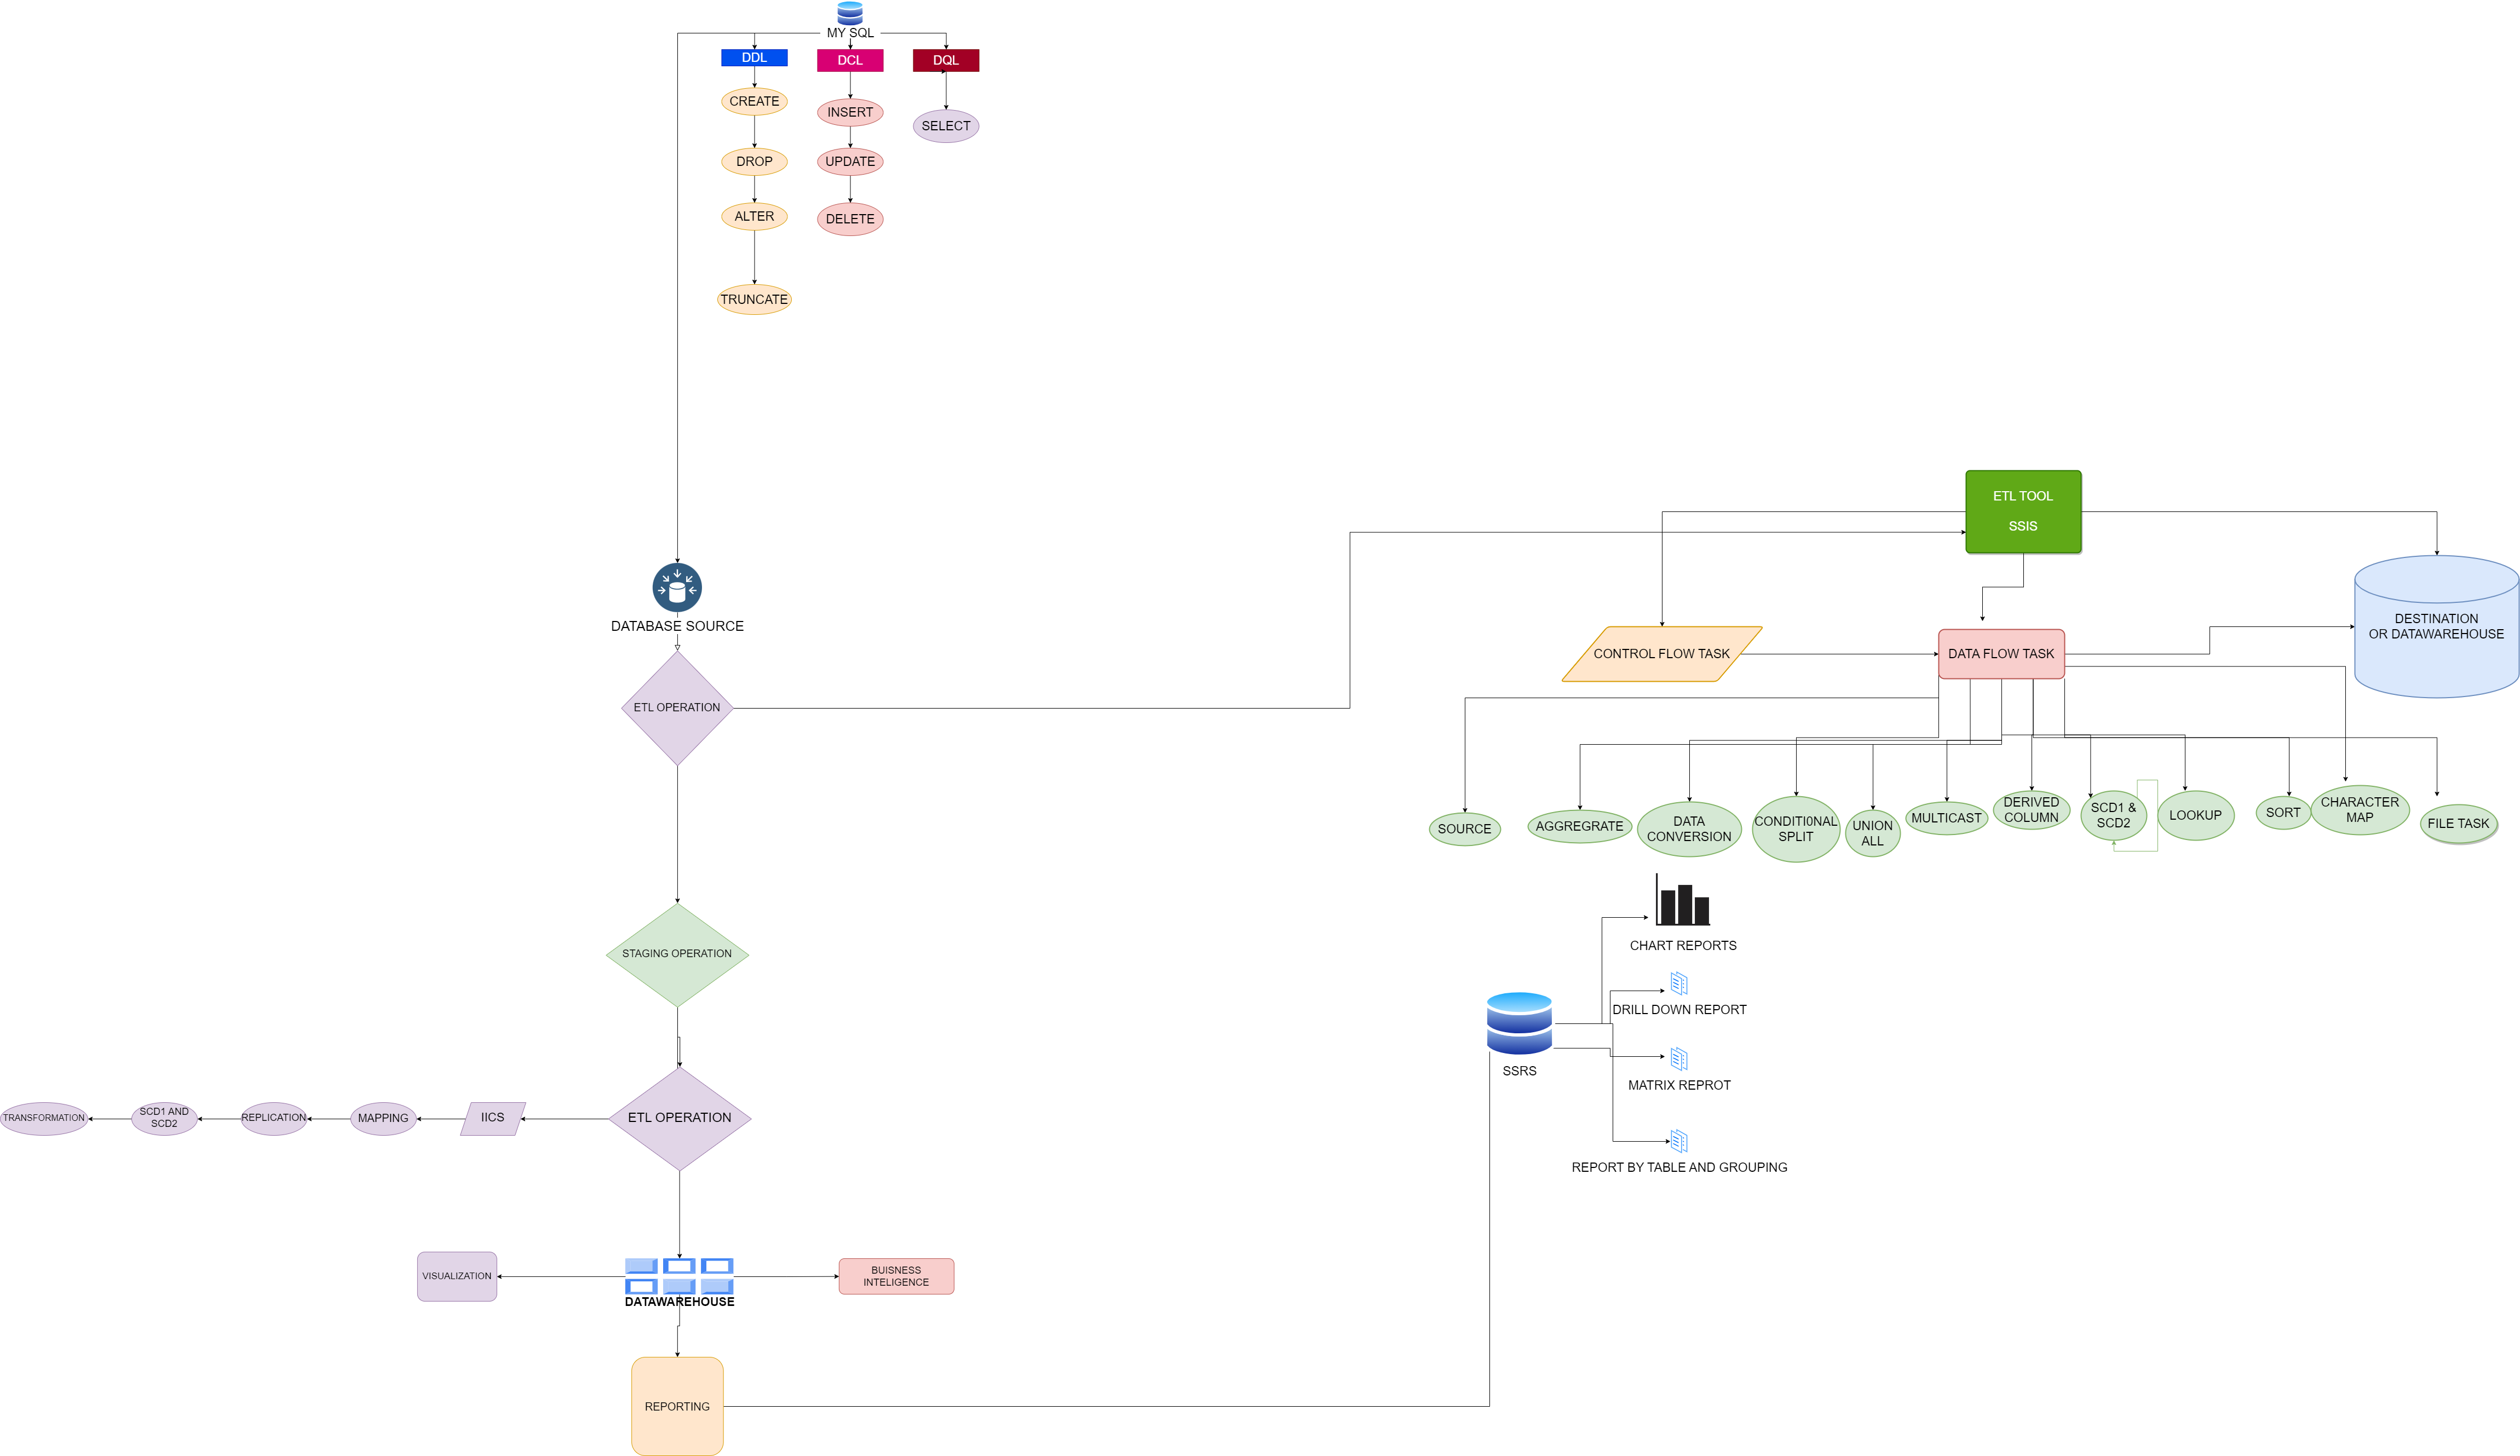 MY SQL
DDL
DCL
DQL
CREATE
INSERT
SELECT
DROP
UPDATE
ALTER
DELETE
TRUNCATE
ETL TOOL
SSIS
DATABASE SOURCE
DESTINATION
OR DATAWAREHOUSE
CONTROL FLOW TASK
DATA FLOW TASK
ETL OPERATION
SOURCE
AGGREGRATE
DATA
CONVERSION
CONDITI0NAL
SPLIT
UNION
ALL
MULTICAST
DERIVED
COLUMN
SCD1 &
SCD2
LOOKUP
SORT
CHARACTER
MAP
FILE TASK
STAGING OPERATION
CHART REPORTS
DRILL DOWN REPORT
SSRS
MATRIX REPROT
REPORT BY TABLE AND GROUPING
TRANSFORMATION
SCD1 AND
SCD2
REPLICATION
MAPPING
IICS
ETL OPERATION
VISUALIZATION
DATAWAREHOUSE
BUISNESS
INTELIGENCE
REPORTING